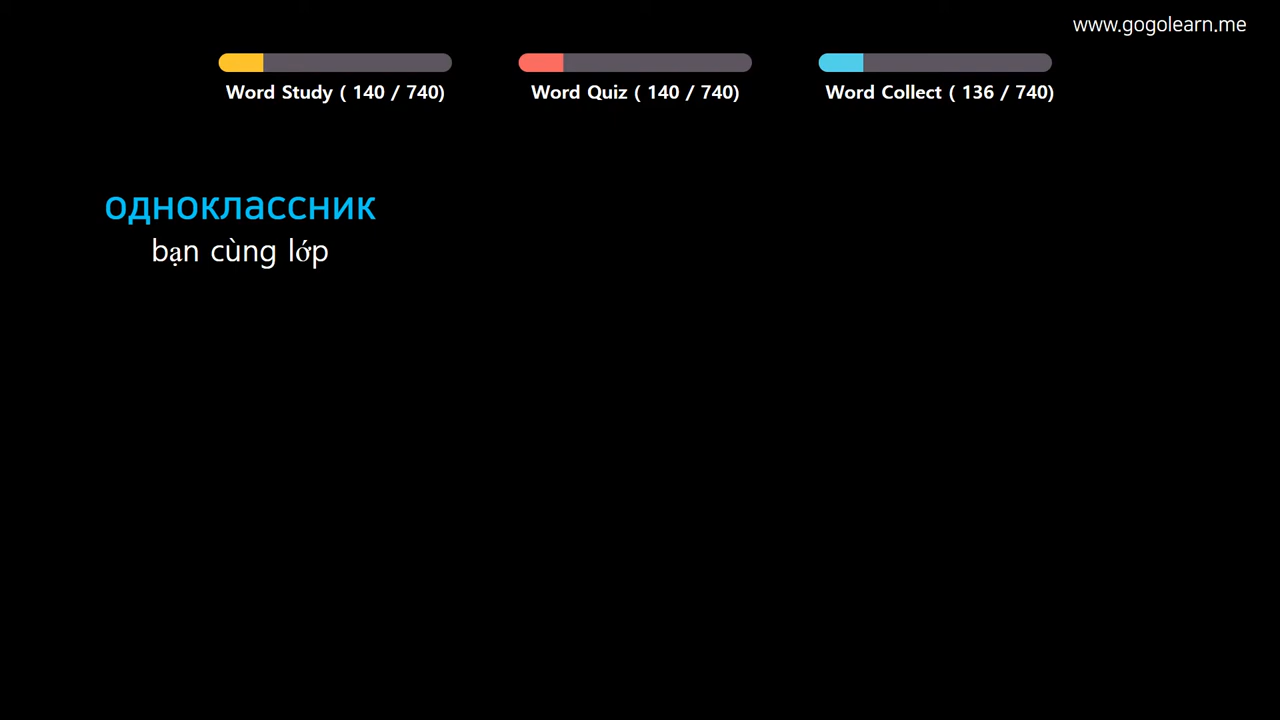 www.gogolearn.me
Word Study ( 140 / 740)
Word Quiz ( 140 / 740)
Word Collect ( 136 / 740)
одноклассник
bạn cùng lớp